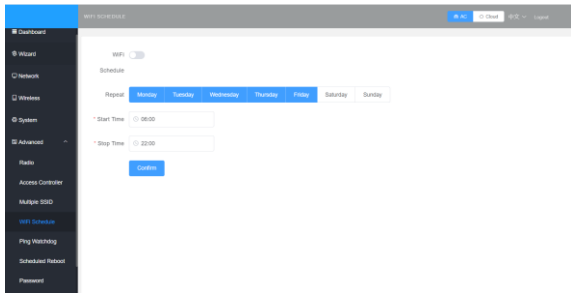 WIFI SCHEDULE
AC
Cloud
中文
Logout
Dashboard
Wizard
Network
Wireless
System
Advanced
Radio
Access Controller
Multiple SSID
WIFI Schedule
Ping Watchdog
Scheduled Reboot
Password
WiFi
Schedule
Repeat Monday Tuesday Wednesday Thursday Friday Saturday Sunday
* Start Time 06:00
* Stop Time 22:00
Confirm